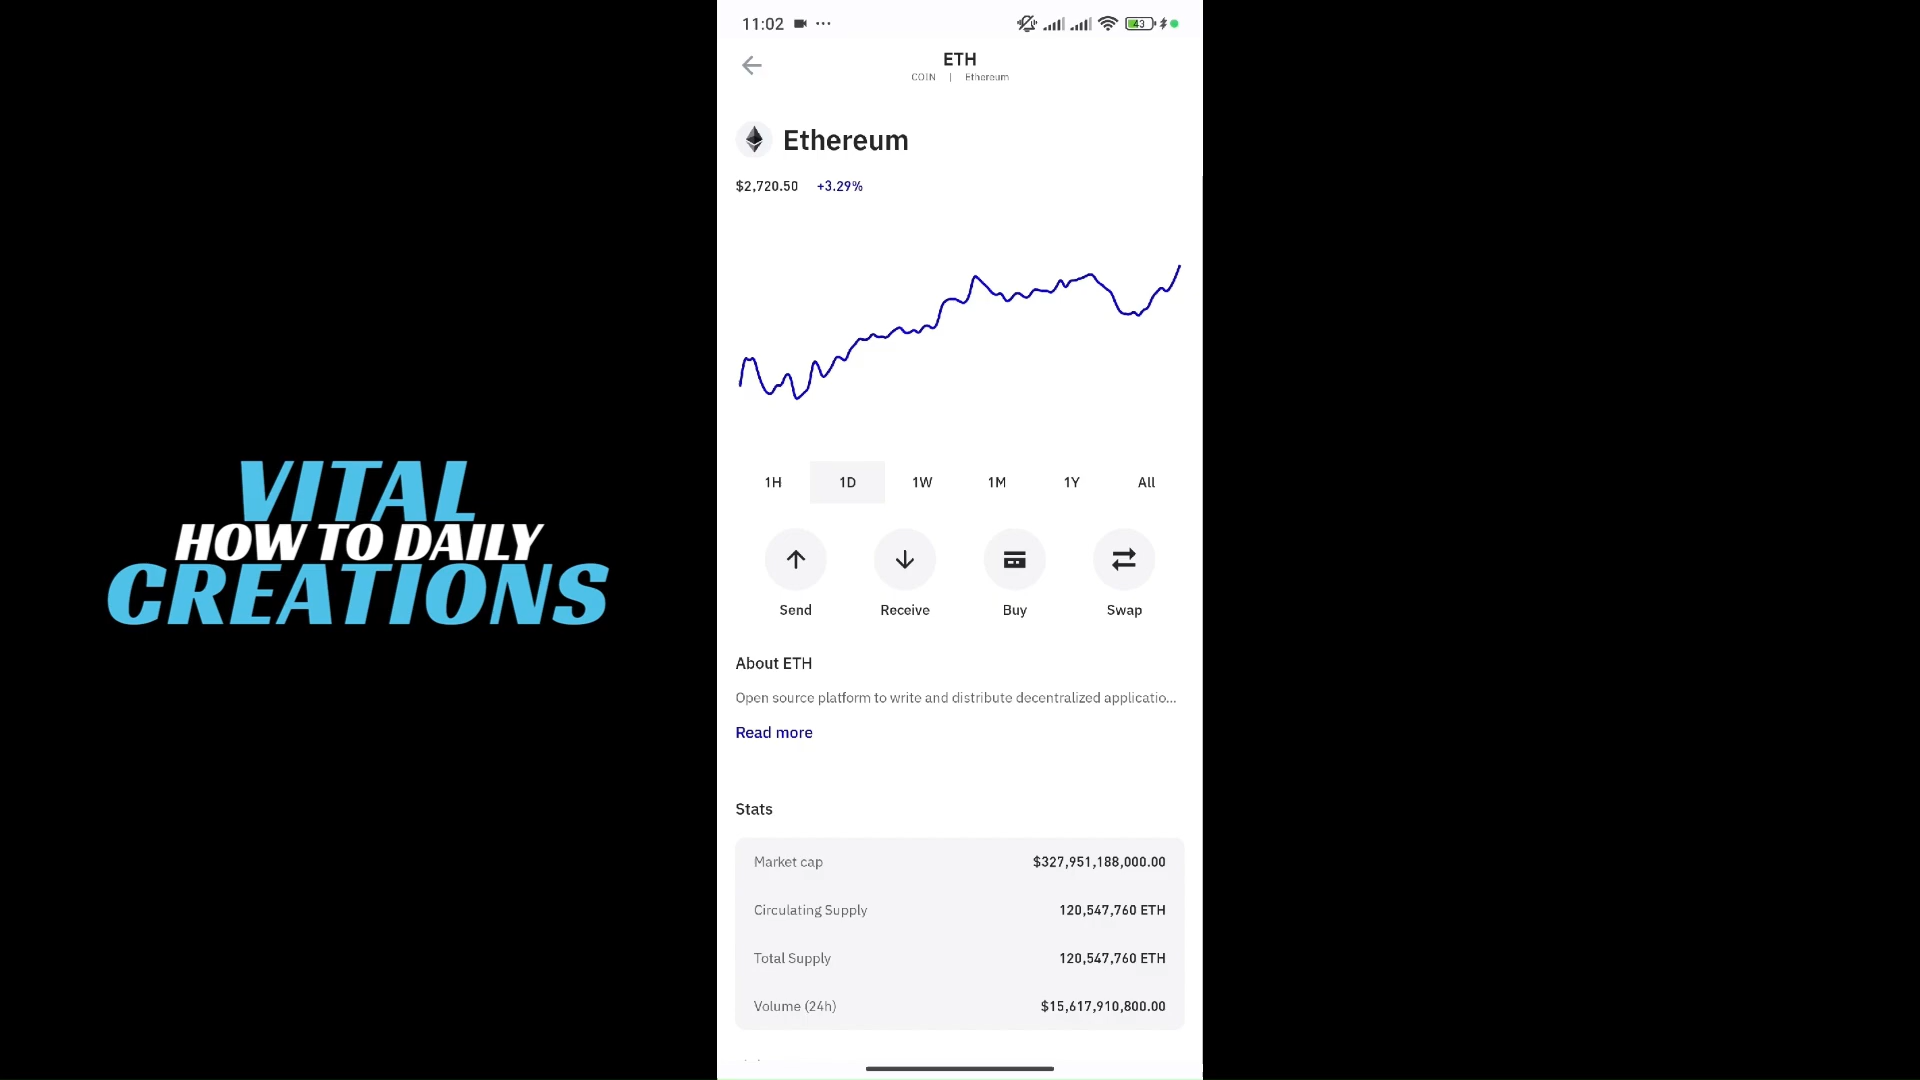 VITAL
HOW TO DAILY
CREATIONS
11:02
43
ETH
COIN | Ethereum
Ethereum
$2,720.50 +3.29%
1H 1D 1W 1M 1Y All
Send Receive Buy Swap
About ETH
Open source platform to write and distribute decentralized applicatio...
Read more
Stats
Market cap $327,951,188,000.00
Circulating Supply 120,547,760 ETH
Total Supply 120,547,760 ETH
Volume (24h) $15,617,910,800.00